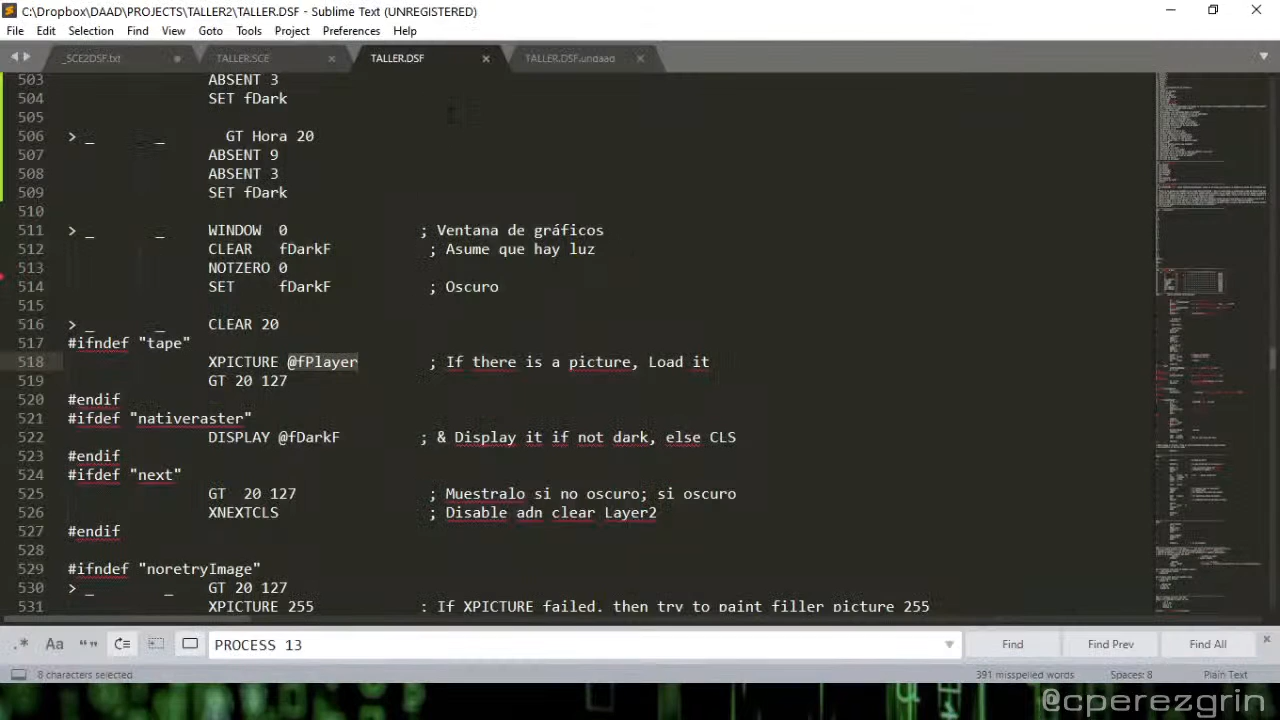 C:\Dropbox\DAAD\PROJECTS\TALLER2\TALLER.DSF - Sublime Text (UNREGISTERED)
File Edit Selection Find View Goto Tools Project Preferences Help
_SCE2DSF.txt TALLER.SCE TALLER.DSF TALLER.DSF.undaad
503 ABSENT 3
504 SET fDark
505
506 > _ _ GT Hora 20
507 ABSENT 9
508 ABSENT 3
509 SET fDark
510
511 > _ _ WINDOW 0 ; Ventana de gráficos
512 CLEAR fDarkF ; Asume que hay luz
513 NOTZERO 0
514 SET fDarkF ; Oscuro
515
516 > _ _ CLEAR 20
517 #ifndef "tape"
518 XPICTURE @fPlayer ; If there is a picture, Load it
519 GT 20 127
520 #endif
521 #ifdef "nativeraster"
522 DISPLAY @fDarkF ; & Display it if not dark, else CLS
523 #endif
524 #ifdef "next"
525 GT 20 127 ; Muestralo si no oscuro; si oscuro
526 XNEXTCLS ; Disable adn clear Layer2
527 #endif
528
529 #ifndef "noretryImage"
530 > _ _ GT 20 127
531 XPICTURE 255 ; If XPICTURE failed, then try to paint filler picture 255
.* Aa “ ” PROCESS 13 Find Find Prev Find All
8 characters selected 391 misspelled words Spaces: 8 Plain Text
@cperezgrin